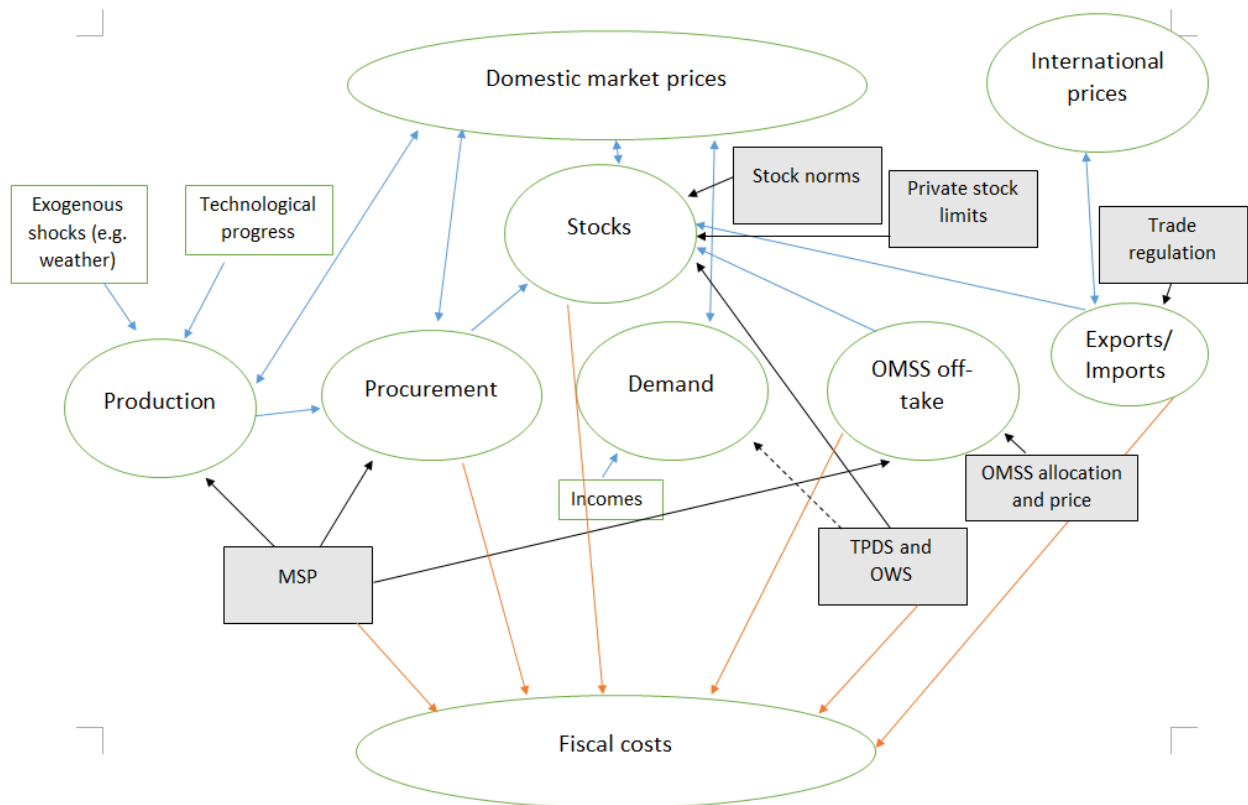 Domestic market prices
International
prices
Stock norms
Private stock
limits
Exogenous
shocks (e.g.
weather)
Technological
progress
Stocks
Trade
regulation
Production
Procurement
Demand
OMSS off-
take
Exports/
Imports
Incomes
OMSS allocation
and price
MSP
TPDS and
OWS
Fiscal costs